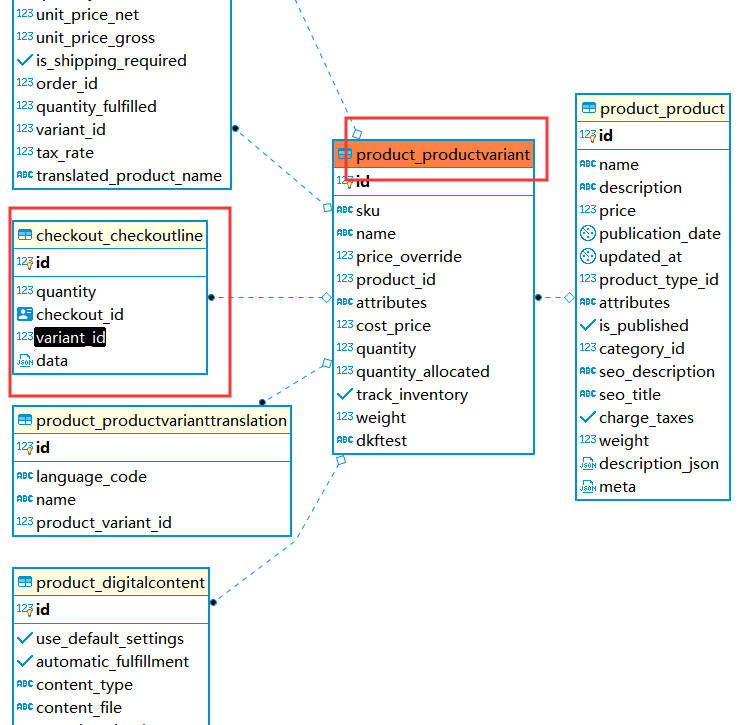 unit_price_net
unit_price_gross
is_shipping_required
order_id
quantity_fulfilled
variant_id
tax_rate
translated_product_name
checkout_checkoutline
id
quantity
checkout_id
variant_id
data
product_productvarianttranslation
id
language_code
name
product_variant_id
product_digitalcontent
id
use_default_settings
automatic_fulfillment
content_type
content_file
product_productvariant
id
sku
name
price_override
product_id
attributes
cost_price
quantity
quantity_allocated
track_inventory
weight
dkftest
product_product
id
name
description
price
publication_date
updated_at
product_type_id
attributes
is_published
category_id
seo_description
seo_title
charge_taxes
weight
description_json
meta